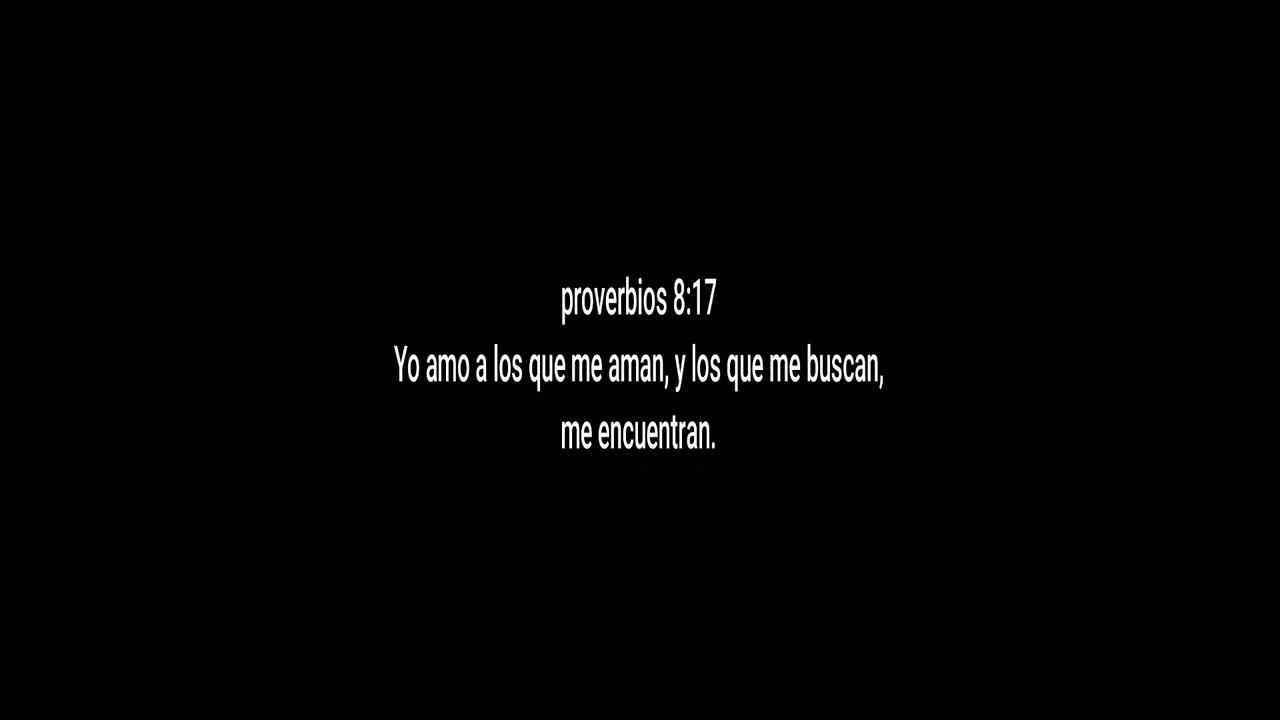 proverbios 8:17
Yo amo a los que me aman, y los que me buscan,
me encuentran.